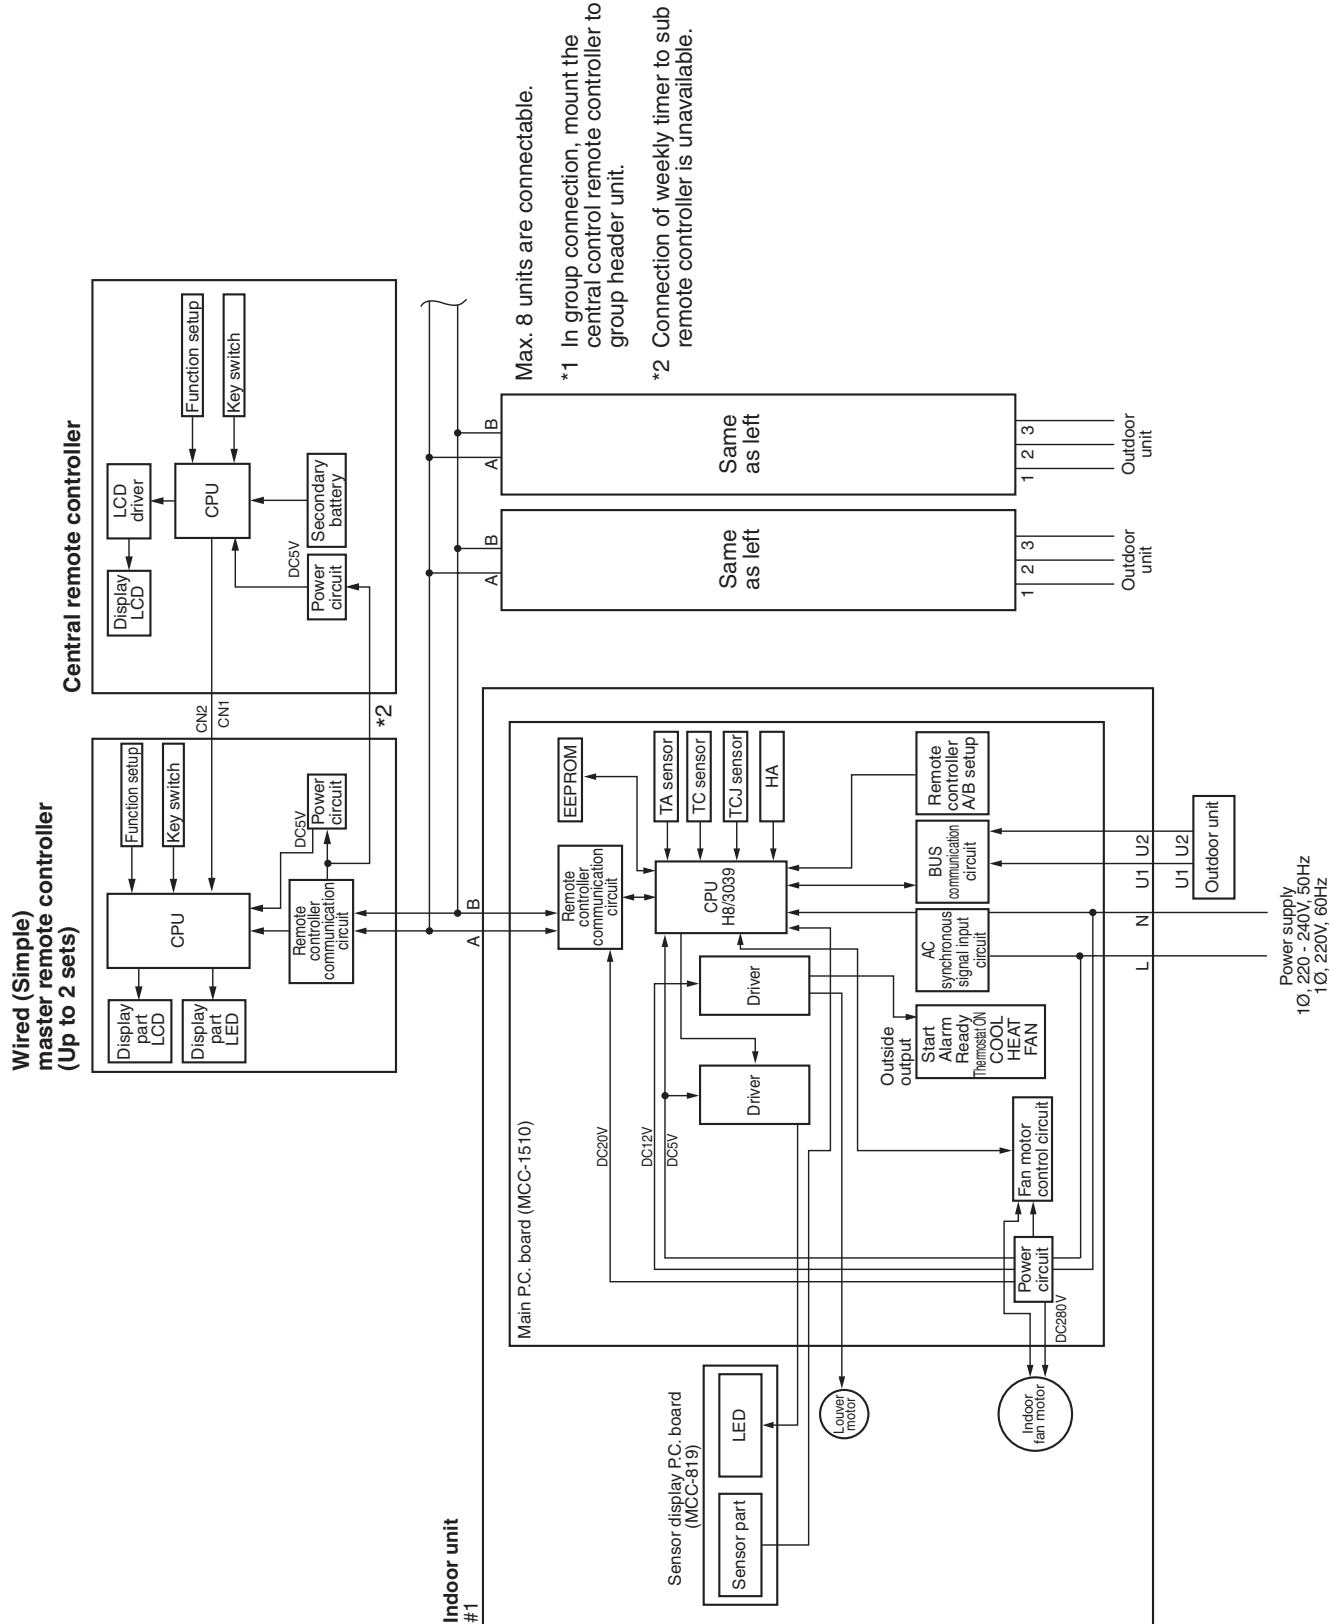 Wired (Simple)
master remote controller
(Up to 2 sets)
Display
part
LCD
Display
part
LED
CPU
Function setup
Key switch
Remote
controller
communication
circuit
DC5V
Power
circuit
CN2
CN1
*2
Central remote controller
Display
LCD
LCD
driver
CPU
Function setup
Key switch
DC5V
Power
circuit
Secondary
battery
Indoor unit
#1
A
B
Main P.C. board (MCC-1510)
Sensor display P.C. board
(MCC-819)
Sensor part
LED
Louver
motor
Indoor
fan motor
DC20V
DC12V
DC5V
DC280V
Driver
Driver
Remote
controller
communication
circuit
EEPROM
CPU
H8/3039
TA sensor
TC sensor
TCJ sensor
HA
Outside
output
Start
Alarm
Ready
Thermostat ON
COOL
HEAT
FAN
Power
circuit
Fan motor
control circuit
AC
synchronous
signal input
circuit
BUS
communication
circuit
Remote
controller
A/B setup
L
N
U1
U2
U1
U2
Outdoor unit
Power supply
1Ø, 220 - 240V, 50Hz
1Ø, 220V, 60Hz
A
B
Same
as left
1
2
3
Outdoor
unit
A
B
Same
as left
1
2
3
Outdoor
unit
Max. 8 units are connectable.
*1 In group connection, mount the
central control remote controller to
group header unit.
*2 Connection of weekly timer to sub
remote controller is unavailable.